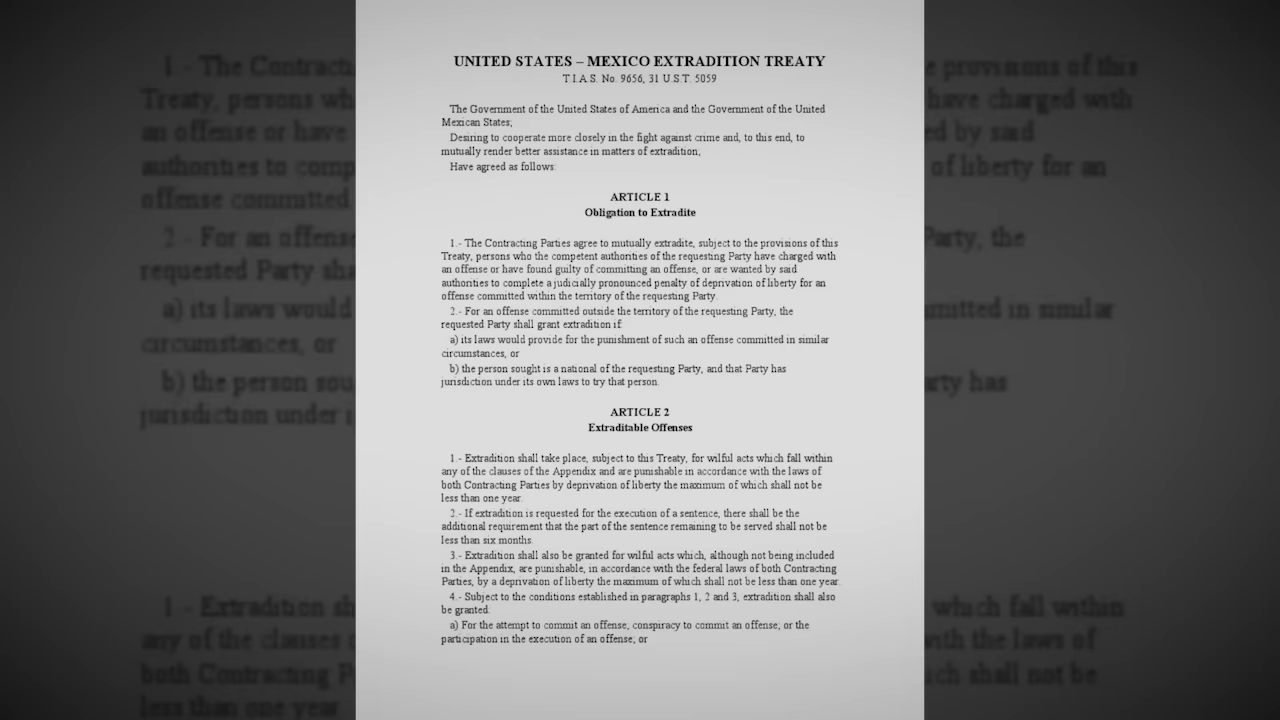 UNITED STATES – MEXICO EXTRADITION TREATY
T.I.A.S. No. 9656, 31 U.S.T. 5059
The Government of the United States of America and the Government of the United
Mexican States;
Desiring to cooperate more closely in the fight against crime and, to this end, to
mutually render better assistance in matters of extradition;
Have agreed as follows:
ARTICLE 1
Obligation to Extradite
1.- The Contracting Parties agree to mutually extradite, subject to the provisions of this
Treaty, persons who the competent authorities of the requesting Party have charged with
an offense or have found guilty of committing an offense, or are wanted by said
authorities to complete a judicially pronounced penalty of deprivation of liberty for an
offense committed within the territory of the requesting Party.
2.- For an offense committed outside the territory of the requesting Party, the
requested Party shall grant extradition if:
a) its laws would provide for the punishment of such an offense committed in similar
circumstances, or
b) the person sought is a national of the requesting Party, and that Party has
jurisdiction under its own laws to try that person.
ARTICLE 2
Extraditable Offenses
1.- Extradition shall take place, subject to this Treaty, for wilful acts which fall within
any of the clauses of the Appendix and are punishable in accordance with the laws of
both Contracting Parties by deprivation of liberty the maximum of which shall not be
less than one year.
2.- If extradition is requested for the execution of a sentence, there shall be the
additional requirement that the part of the sentence remaining to be served shall not be
less than six months.
3.- Extradition shall also be granted for wilful acts which, although not being included
in the Appendix, are punishable, in accordance with the federal laws of both Contracting
Parties, by a deprivation of liberty the maximum of which shall not be less than one year.
4.- Subject to the conditions established in paragraphs 1, 2 and 3, extradition shall also
be granted:
a) For the attempt to commit an offense; conspiracy to commit an offense; or the
participation in the execution of an offense; or